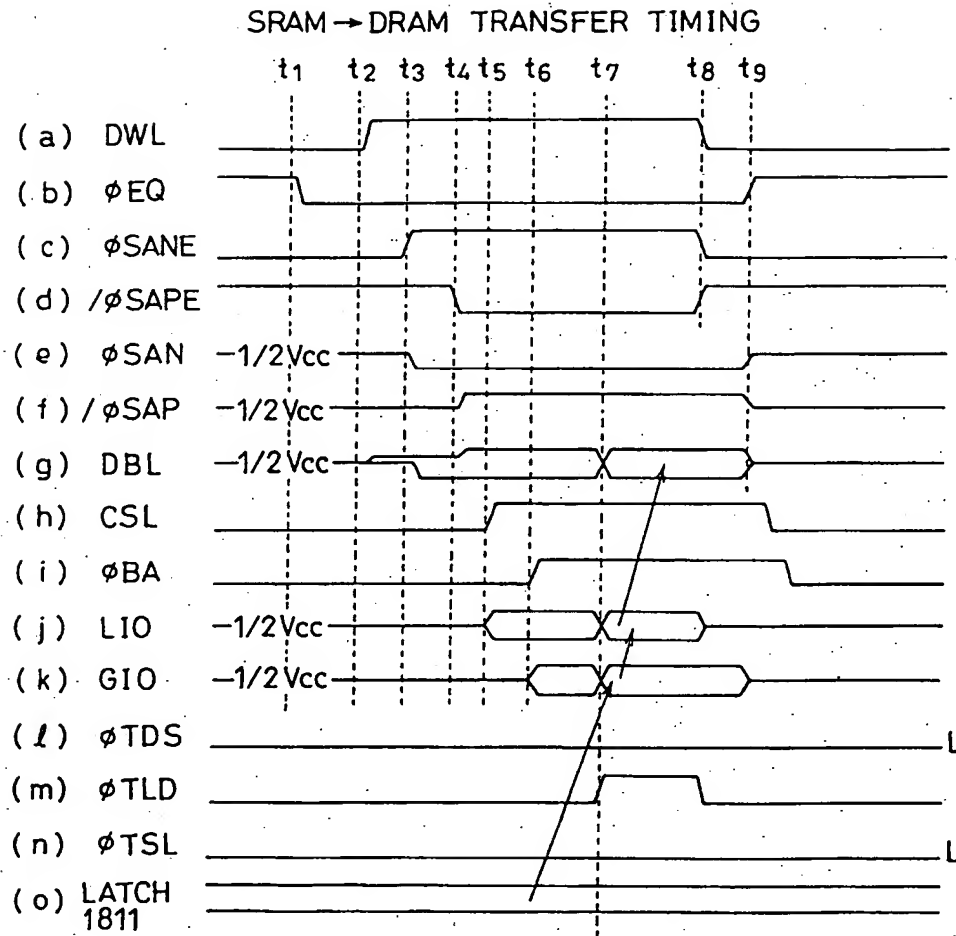 SRAM → DRAM TRANSFER TIMING
t1 t2 t3 t4 t5 t6 t7 t8 t9
(a) DWL
(b) φEQ
(c) φSANE
(d) /φSAPE
(e) φSAN -1/2Vcc
(f) /φSAP -1/2Vcc
(g) DBL -1/2Vcc
(h) CSL
(i) φBA
(j) LIO -1/2Vcc
(k) GIO -1/2Vcc
(l) φTDS L
(m) φTLD
(n) φTSL L
(o) LATCH
1811